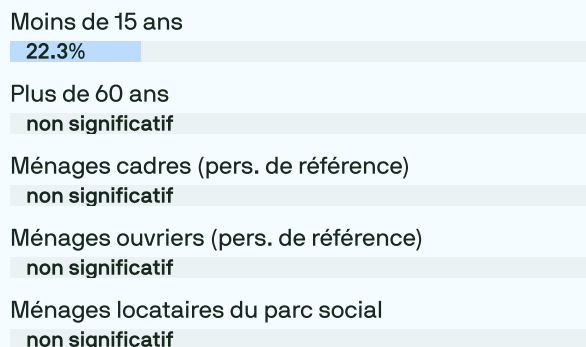 Moins de 15 ans
22.3%
Plus de 60 ans
non significatif
Ménages cadres (pers. de référence)
non significatif
Ménages ouvriers (pers. de référence)
non significatif
Ménages locataires du parc social
non significatif